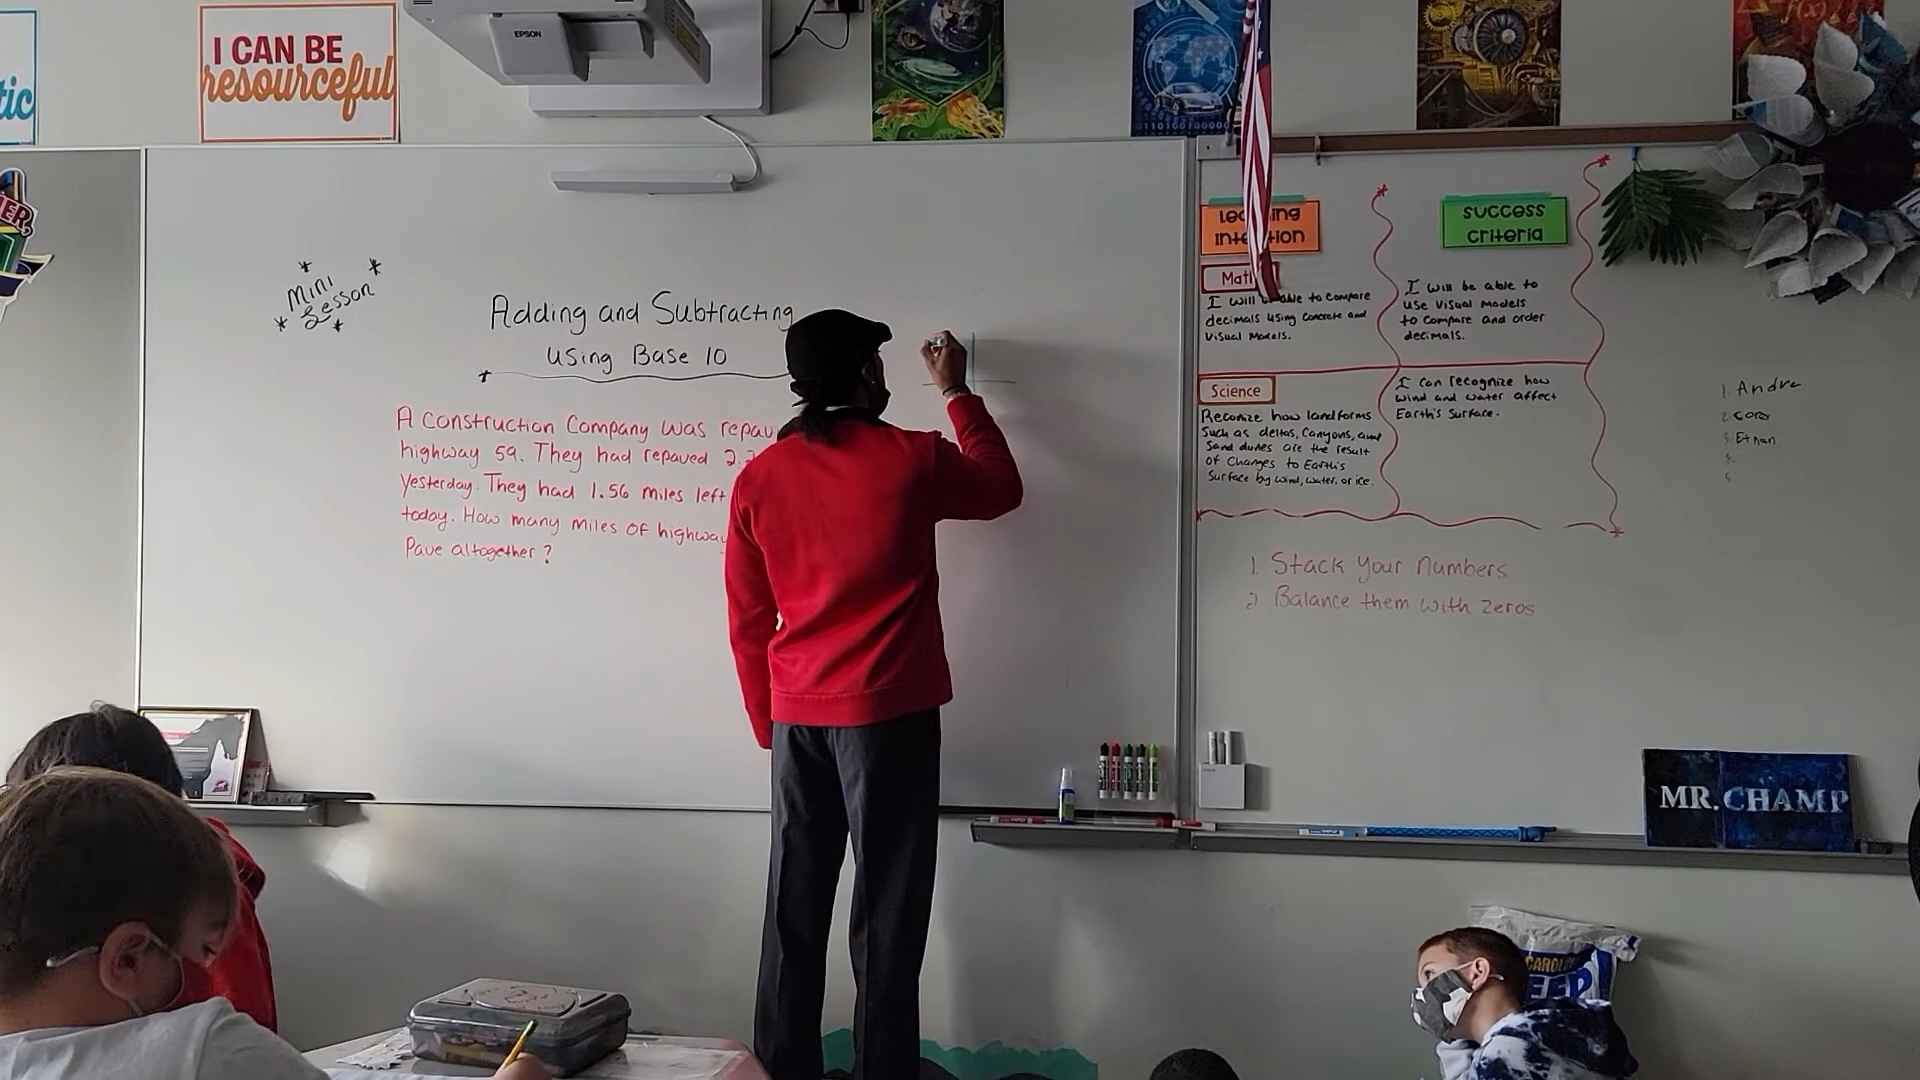 tic
I CAN BE
resourceful
EPSON
Mini
Lesson
Adding and Subtracting
Using Base 10
A Construction Company was repav
highway 59. They had repaved 2.
yesterday. They had 1.56 miles left
today. How many miles of highway
Pave altogether?
Learning
Intention
Success
Criteria
Math
I will able to compare
decimals using concrete and
visual models.
I will be able to
use visual models
to compare and order
decimals.
Science
Reconize how landforms
such as deltas, Canyons, and
Sand dunes are the result
of Changes to Earth's
Surface by wind, water, or ice.
I can recognize how
wind and water affect
Earth's Surface.
1. Andre
2.
3. Ethan
4.
5.
1. Stack your numbers
2) Balance them with zeros
MR. CHAMP